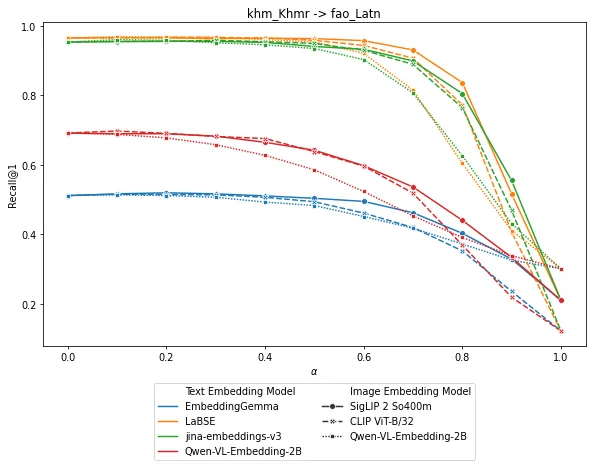 khm_Khmr -> fao_Latn
Recall@1
1.0
0.8
0.6
0.4
0.2
0.0 0.2 0.4 0.6 0.8 1.0
α
Text Embedding Model Image Embedding Model
EmbeddingGemma SigLIP 2 So400m
LaBSE CLIP ViT-B/32
jina-embeddings-v3 Qwen-VL-Embedding-2B
Qwen-VL-Embedding-2B